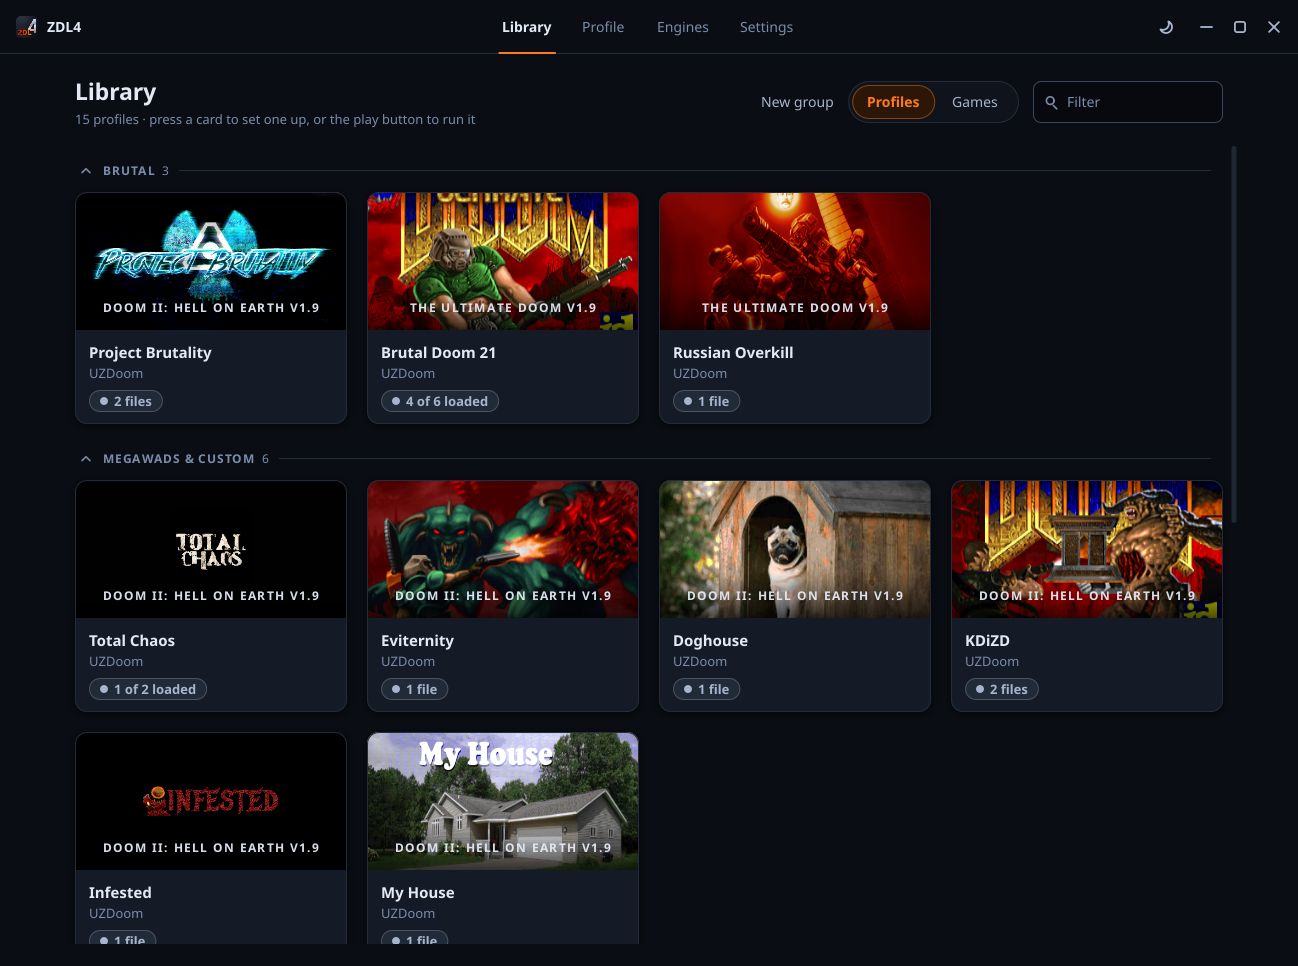 ZDL4
Library
Profile
Engines
Settings
Library
15 profiles · press a card to set one up, or the play button to run it
New group
Profiles
Games
Filter
BRUTAL 3
PROJECT BRUTALITY
DOOM II: HELL ON EARTH V1.9
Project Brutality
UZDoom
2 files
ULTIMATE
DOOM
THE ULTIMATE DOOM V1.9
id
Brutal Doom 21
UZDoom
4 of 6 loaded
THE ULTIMATE DOOM V1.9
Russian Overkill
UZDoom
1 file
MEGAWADS & CUSTOM 6
TOTAL
CHAOS
DOOM II: HELL ON EARTH V1.9
Total Chaos
UZDoom
1 of 2 loaded
DOOM II: HELL ON EARTH V1.9
Eviternity
UZDoom
1 file
DOOM II: HELL ON EARTH V1.9
Doghouse
UZDoom
1 file
DOOM II: HELL ON EARTH V1.9
id
KDiZD
UZDoom
2 files
INFESTED
DOOM II: HELL ON EARTH V1.9
Infested
UZDoom
1 file
My House
DOOM II: HELL ON EARTH V1.9
My House
UZDoom
1 file